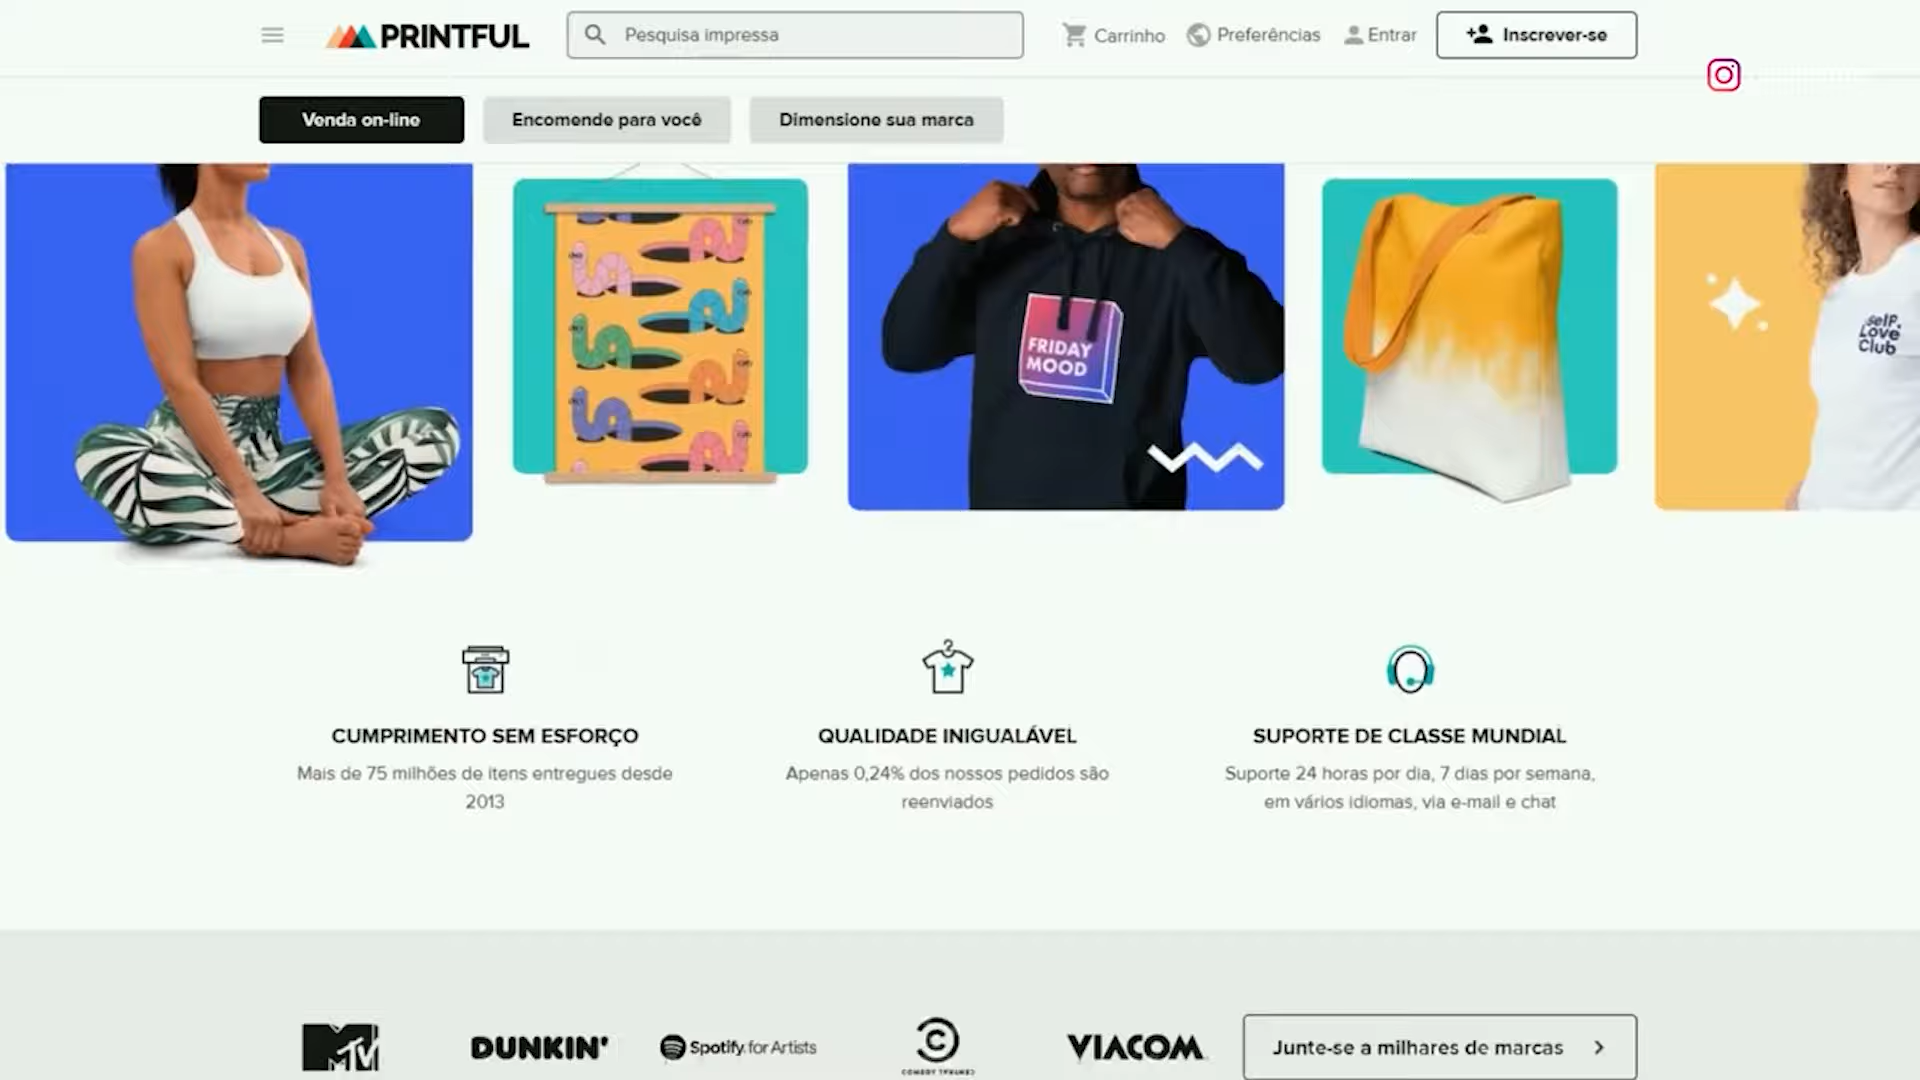 PRINTFUL
Pesquisa impressa
Carrinho
Preferências
Entrar
Inscrever-se
Venda on-line
Encomende para você
Dimensione sua marca
FRIDAY
MOOD
self
Love
Club
CUMPRIMENTO SEM ESFORÇO
Mais de 75 milhões de itens entregues desde
2013
QUALIDADE INIGUALÁVEL
Apenas 0,24% dos nossos pedidos são
reenviados
SUPORTE DE CLASSE MUNDIAL
Suporte 24 horas por dia, 7 dias por semana,
em vários idiomas, via e-mail e chat
MTV
DUNKIN'
Spotify for Artists
COMEDY CENTRAL
VIACOM
Junte-se a milhares de marcas